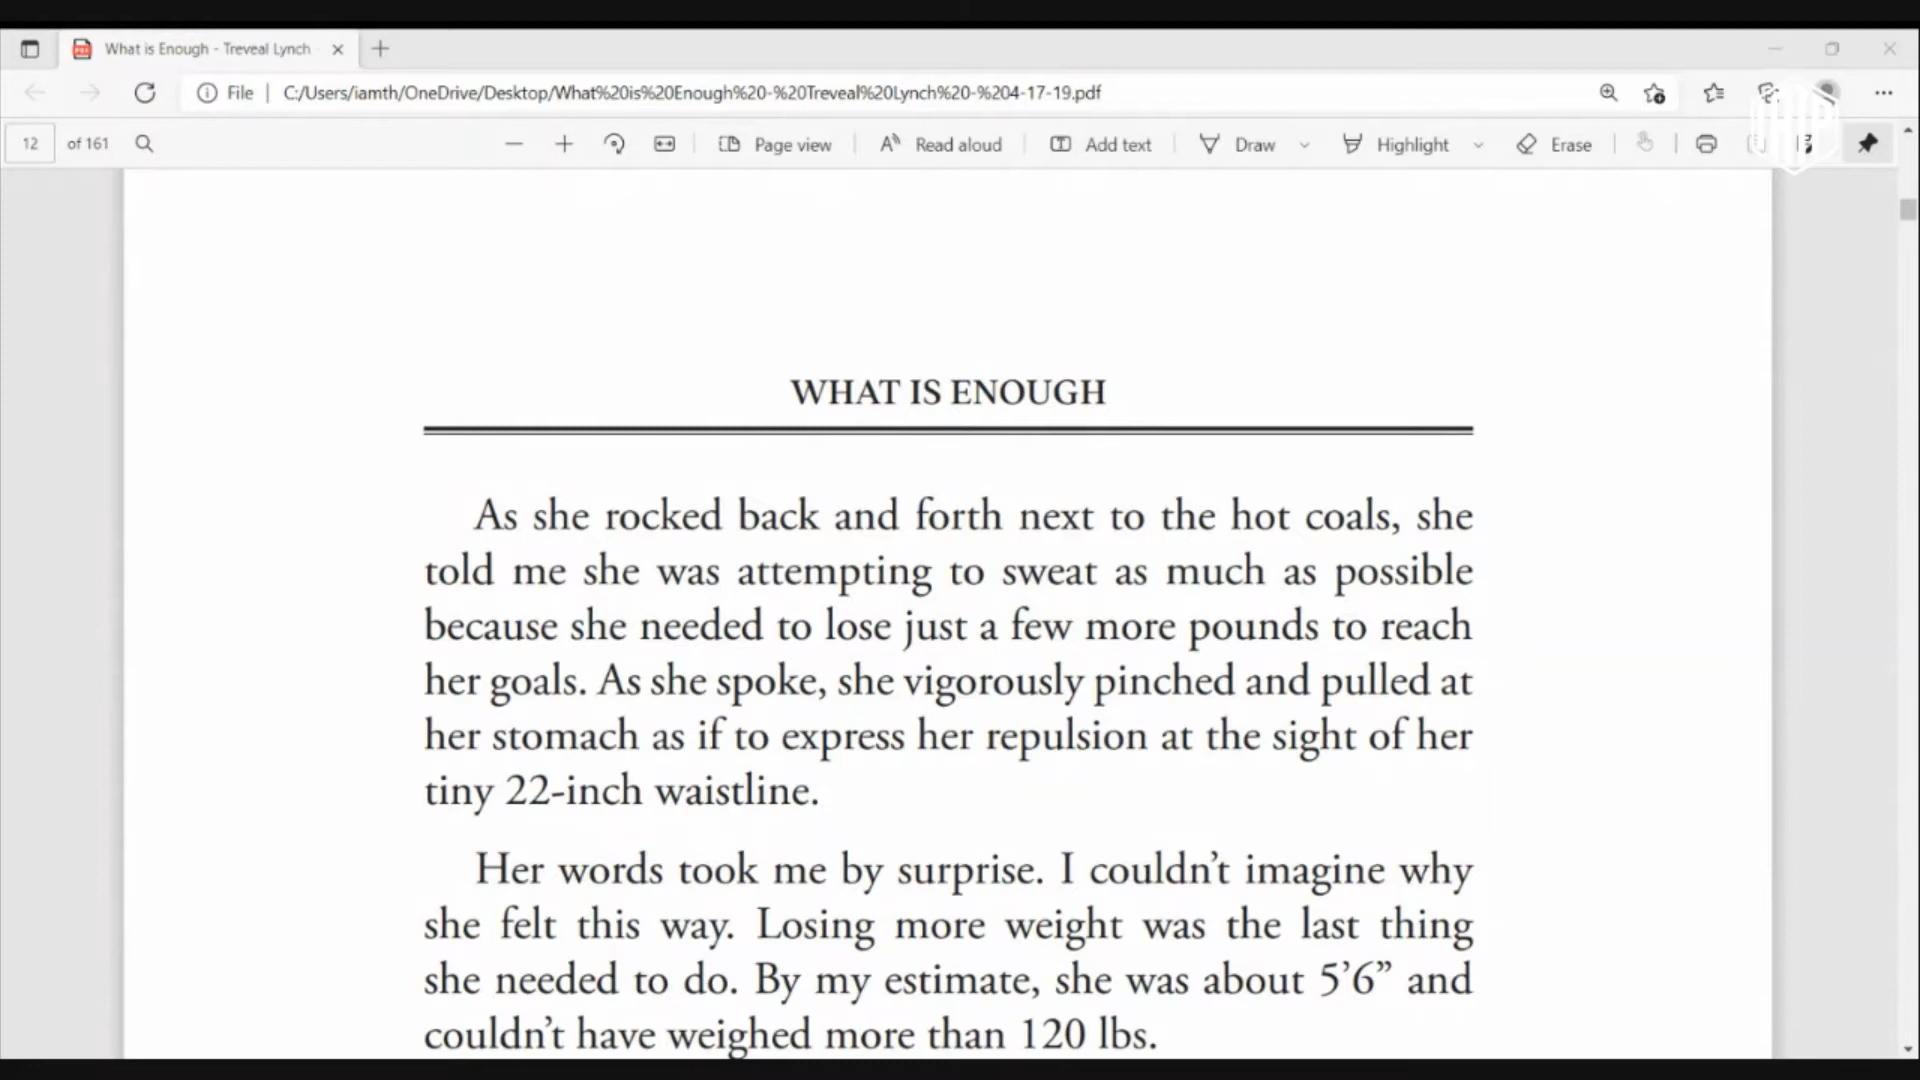 What is Enough - Treveal Lynch
File | C:/Users/iamth/OneDrive/Desktop/What%20is%20Enough%20-%20Treveal%20Lynch%20-%204-17-19.pdf
12 of 161 Page view Read aloud Add text Draw Highlight Erase
WHAT IS ENOUGH
As she rocked back and forth next to the hot coals, she
told me she was attempting to sweat as much as possible
because she needed to lose just a few more pounds to reach
her goals. As she spoke, she vigorously pinched and pulled at
her stomach as if to express her repulsion at the sight of her
tiny 22-inch waistline.
Her words took me by surprise. I couldn’t imagine why
she felt this way. Losing more weight was the last thing
she needed to do. By my estimate, she was about 5’6” and
couldn’t have weighed more than 120 lbs.